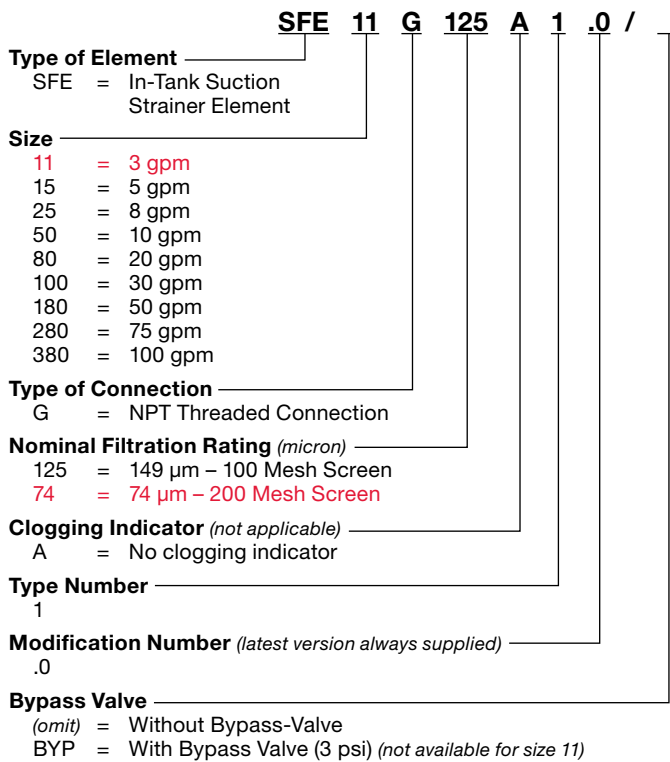 SFE 11 G 125 A 1 .0 /
Type of Element
SFE = In-Tank Suction
Strainer Element
Size
11 = 3 gpm
15 = 5 gpm
25 = 8 gpm
50 = 10 gpm
80 = 20 gpm
100 = 30 gpm
180 = 50 gpm
280 = 75 gpm
380 = 100 gpm
Type of Connection
G = NPT Threaded Connection
Nominal Filtration Rating (micron)
125 = 149 µm – 100 Mesh Screen
74 = 74 µm – 200 Mesh Screen
Clogging Indicator (not applicable)
A = No clogging indicator
Type Number
1
Modification Number (latest version always supplied)
.0
Bypass Valve
(omit) = Without Bypass-Valve
BYP = With Bypass Valve (3 psi) (not available for size 11)